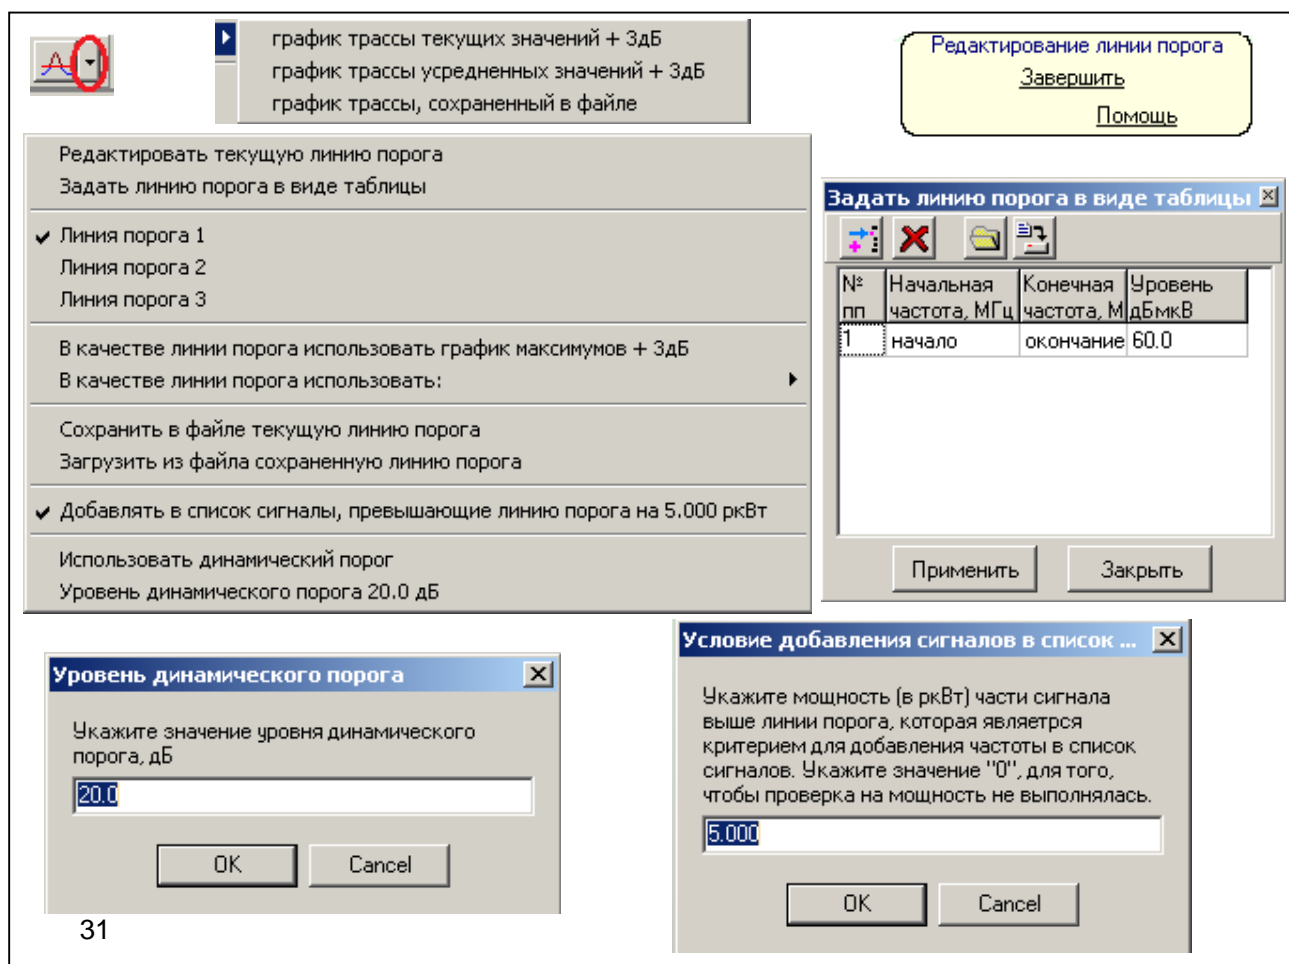 график трассы текущих значений + 3дБ
график трассы усредненных значений + 3дБ
график трассы, сохраненный в файле
Редактирование линии порога
Завершить
Помощь
Редактировать текущую линию порога
Задать линию порога в виде таблицы
Линия порога 1
Линия порога 2
Линия порога 3
В качестве линии порога использовать график максимумов + 3дБ
В качестве линии порога использовать:
Сохранить в файле текущую линию порога
Загрузить из файла сохраненную линию порога
Добавлять в список сигналы, превышающие линию порога на 5.000 ркВт
Использовать динамический порог
Уровень динамического порога 20.0 дБ
Задать линию порога в виде таблицы
№ Начальная Конечная Уровень
пп частота, МГц частота, М дБмкВ
1 начало окончание 60.0
Применить Закрыть
Уровень динамического порога
Укажите значение уровня динамического
порога, дБ
20.0
OK Cancel
Условие добавления сигналов в список ...
Укажите мощность (в ркВт) части сигнала
выше линии порога, которая являетрся
критерием для добавления частоты в список
сигналов. Укажите значение "0", для того,
чтобы проверка на мощность не выполнялась.
5.000
OK Cancel
31